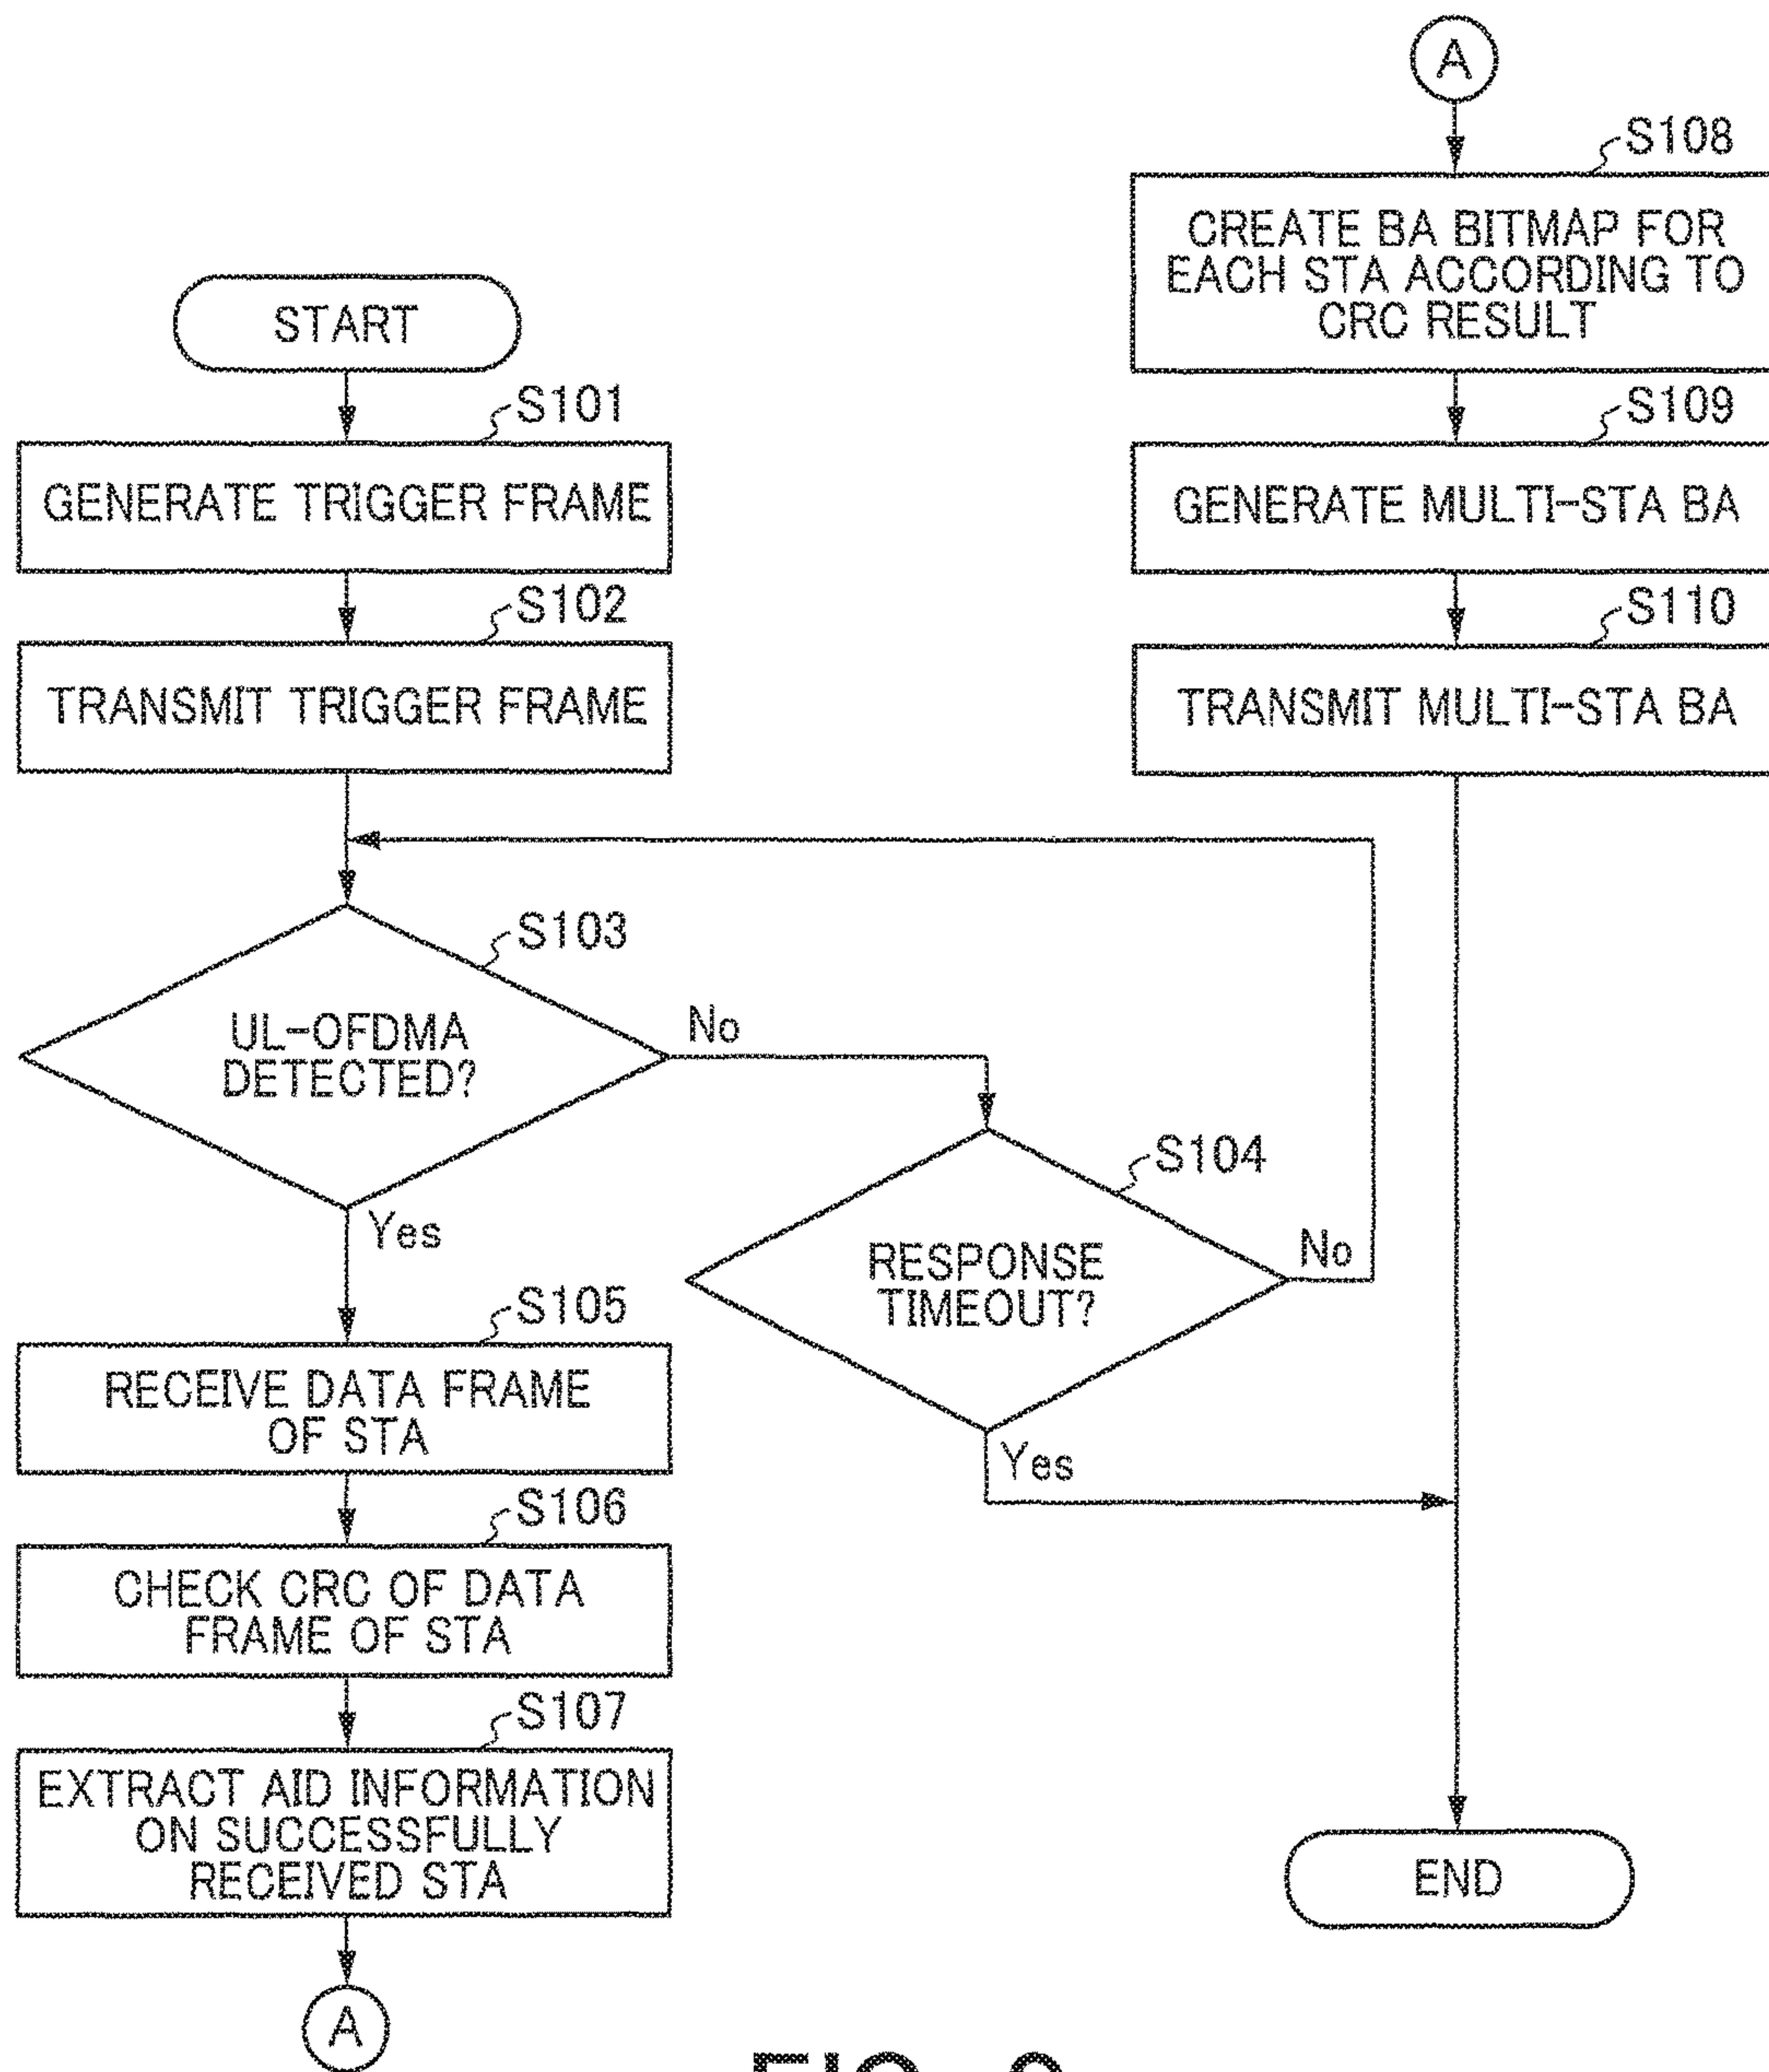 START
S101
GENERATE TRIGGER FRAME
S102
TRANSMIT TRIGGER FRAME
S103
UL-OFDMA
DETECTED?
No
Yes
S104
RESPONSE
TIMEOUT?
No
Yes
S105
RECEIVE DATA FRAME
OF STA
S106
CHECK CRC OF DATA
FRAME OF STA
S107
EXTRACT AID INFORMATION
ON SUCCESSFULLY
RECEIVED STA
A
A
S108
CREATE BA BITMAP FOR
EACH STA ACCORDING TO
CRC RESULT
S109
GENERATE MULTI-STA BA
S110
TRANSMIT MULTI-STA BA
END
FIG.